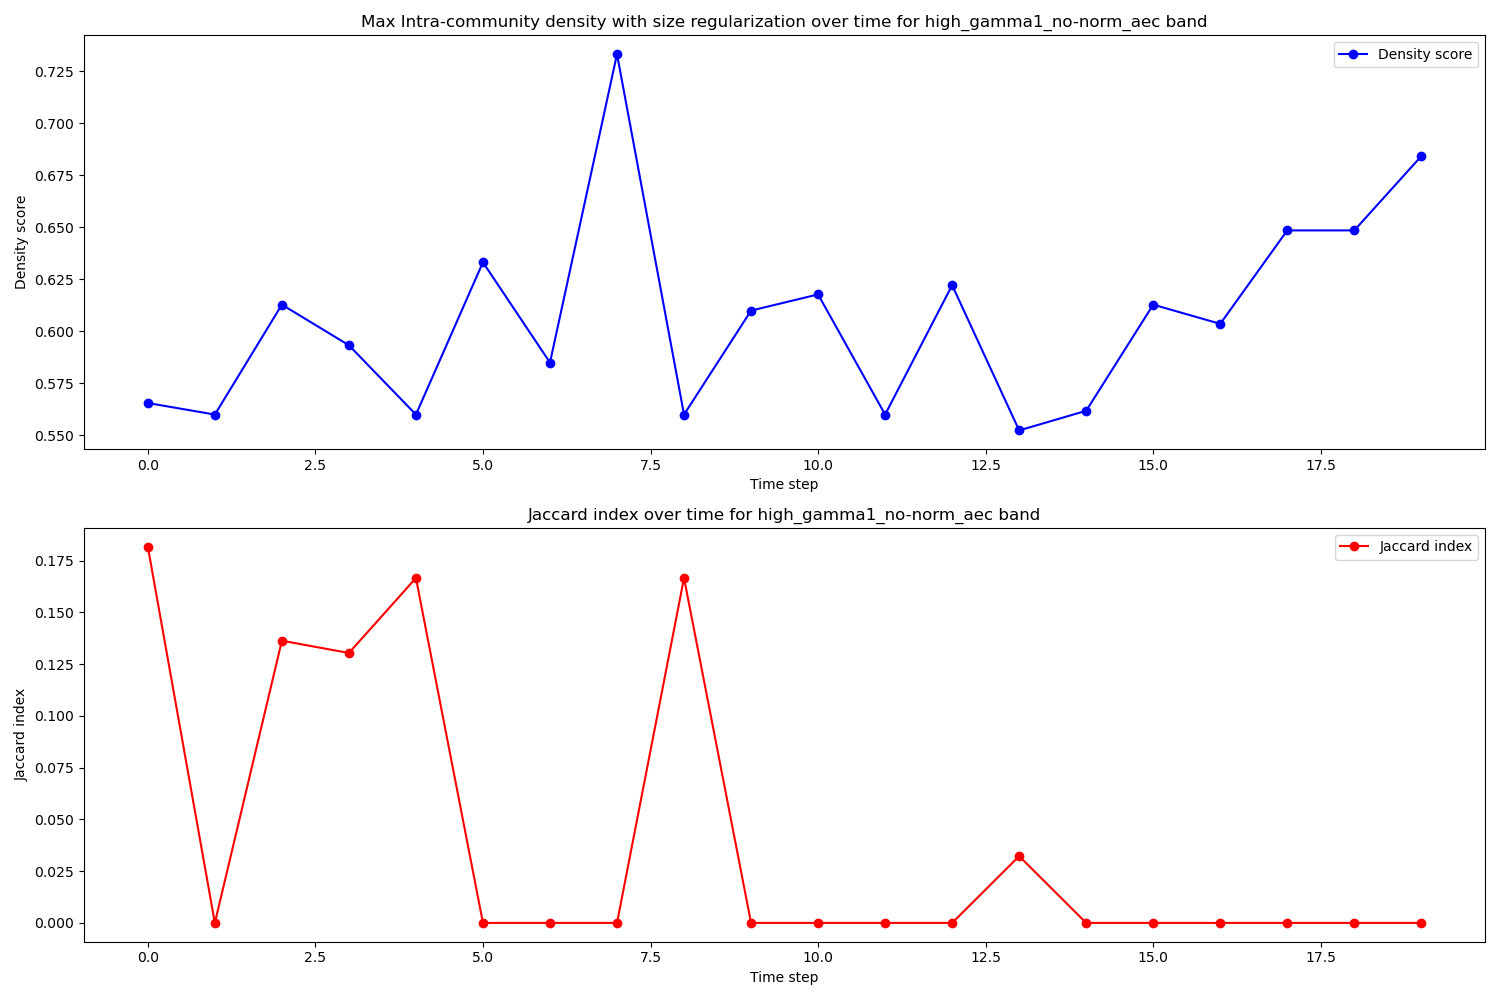 Max Intra-community density with size regularization over time for high_gamma1_no-norm_aec band
Density score
0.725
0.700
0.675
0.650
0.625
0.600
0.575
0.550
Density score
0.0 2.5 5.0 7.5 10.0 12.5 15.0 17.5
Time step
Jaccard index over time for high_gamma1_no-norm_aec band
Jaccard index
0.175
0.150
0.125
0.100
0.075
0.050
0.025
0.000
Jaccard index
0.0 2.5 5.0 7.5 10.0 12.5 15.0 17.5
Time step